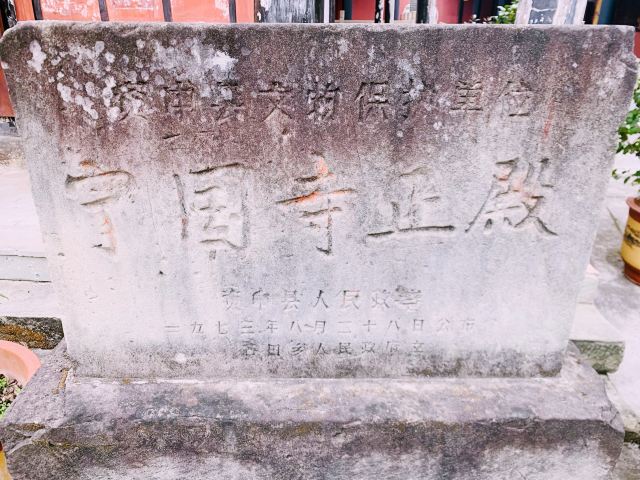 资中县文物保护单位
宁国寺正殿
资中县人民政府
一九七三年八月二十八日公布
乡人民政府立